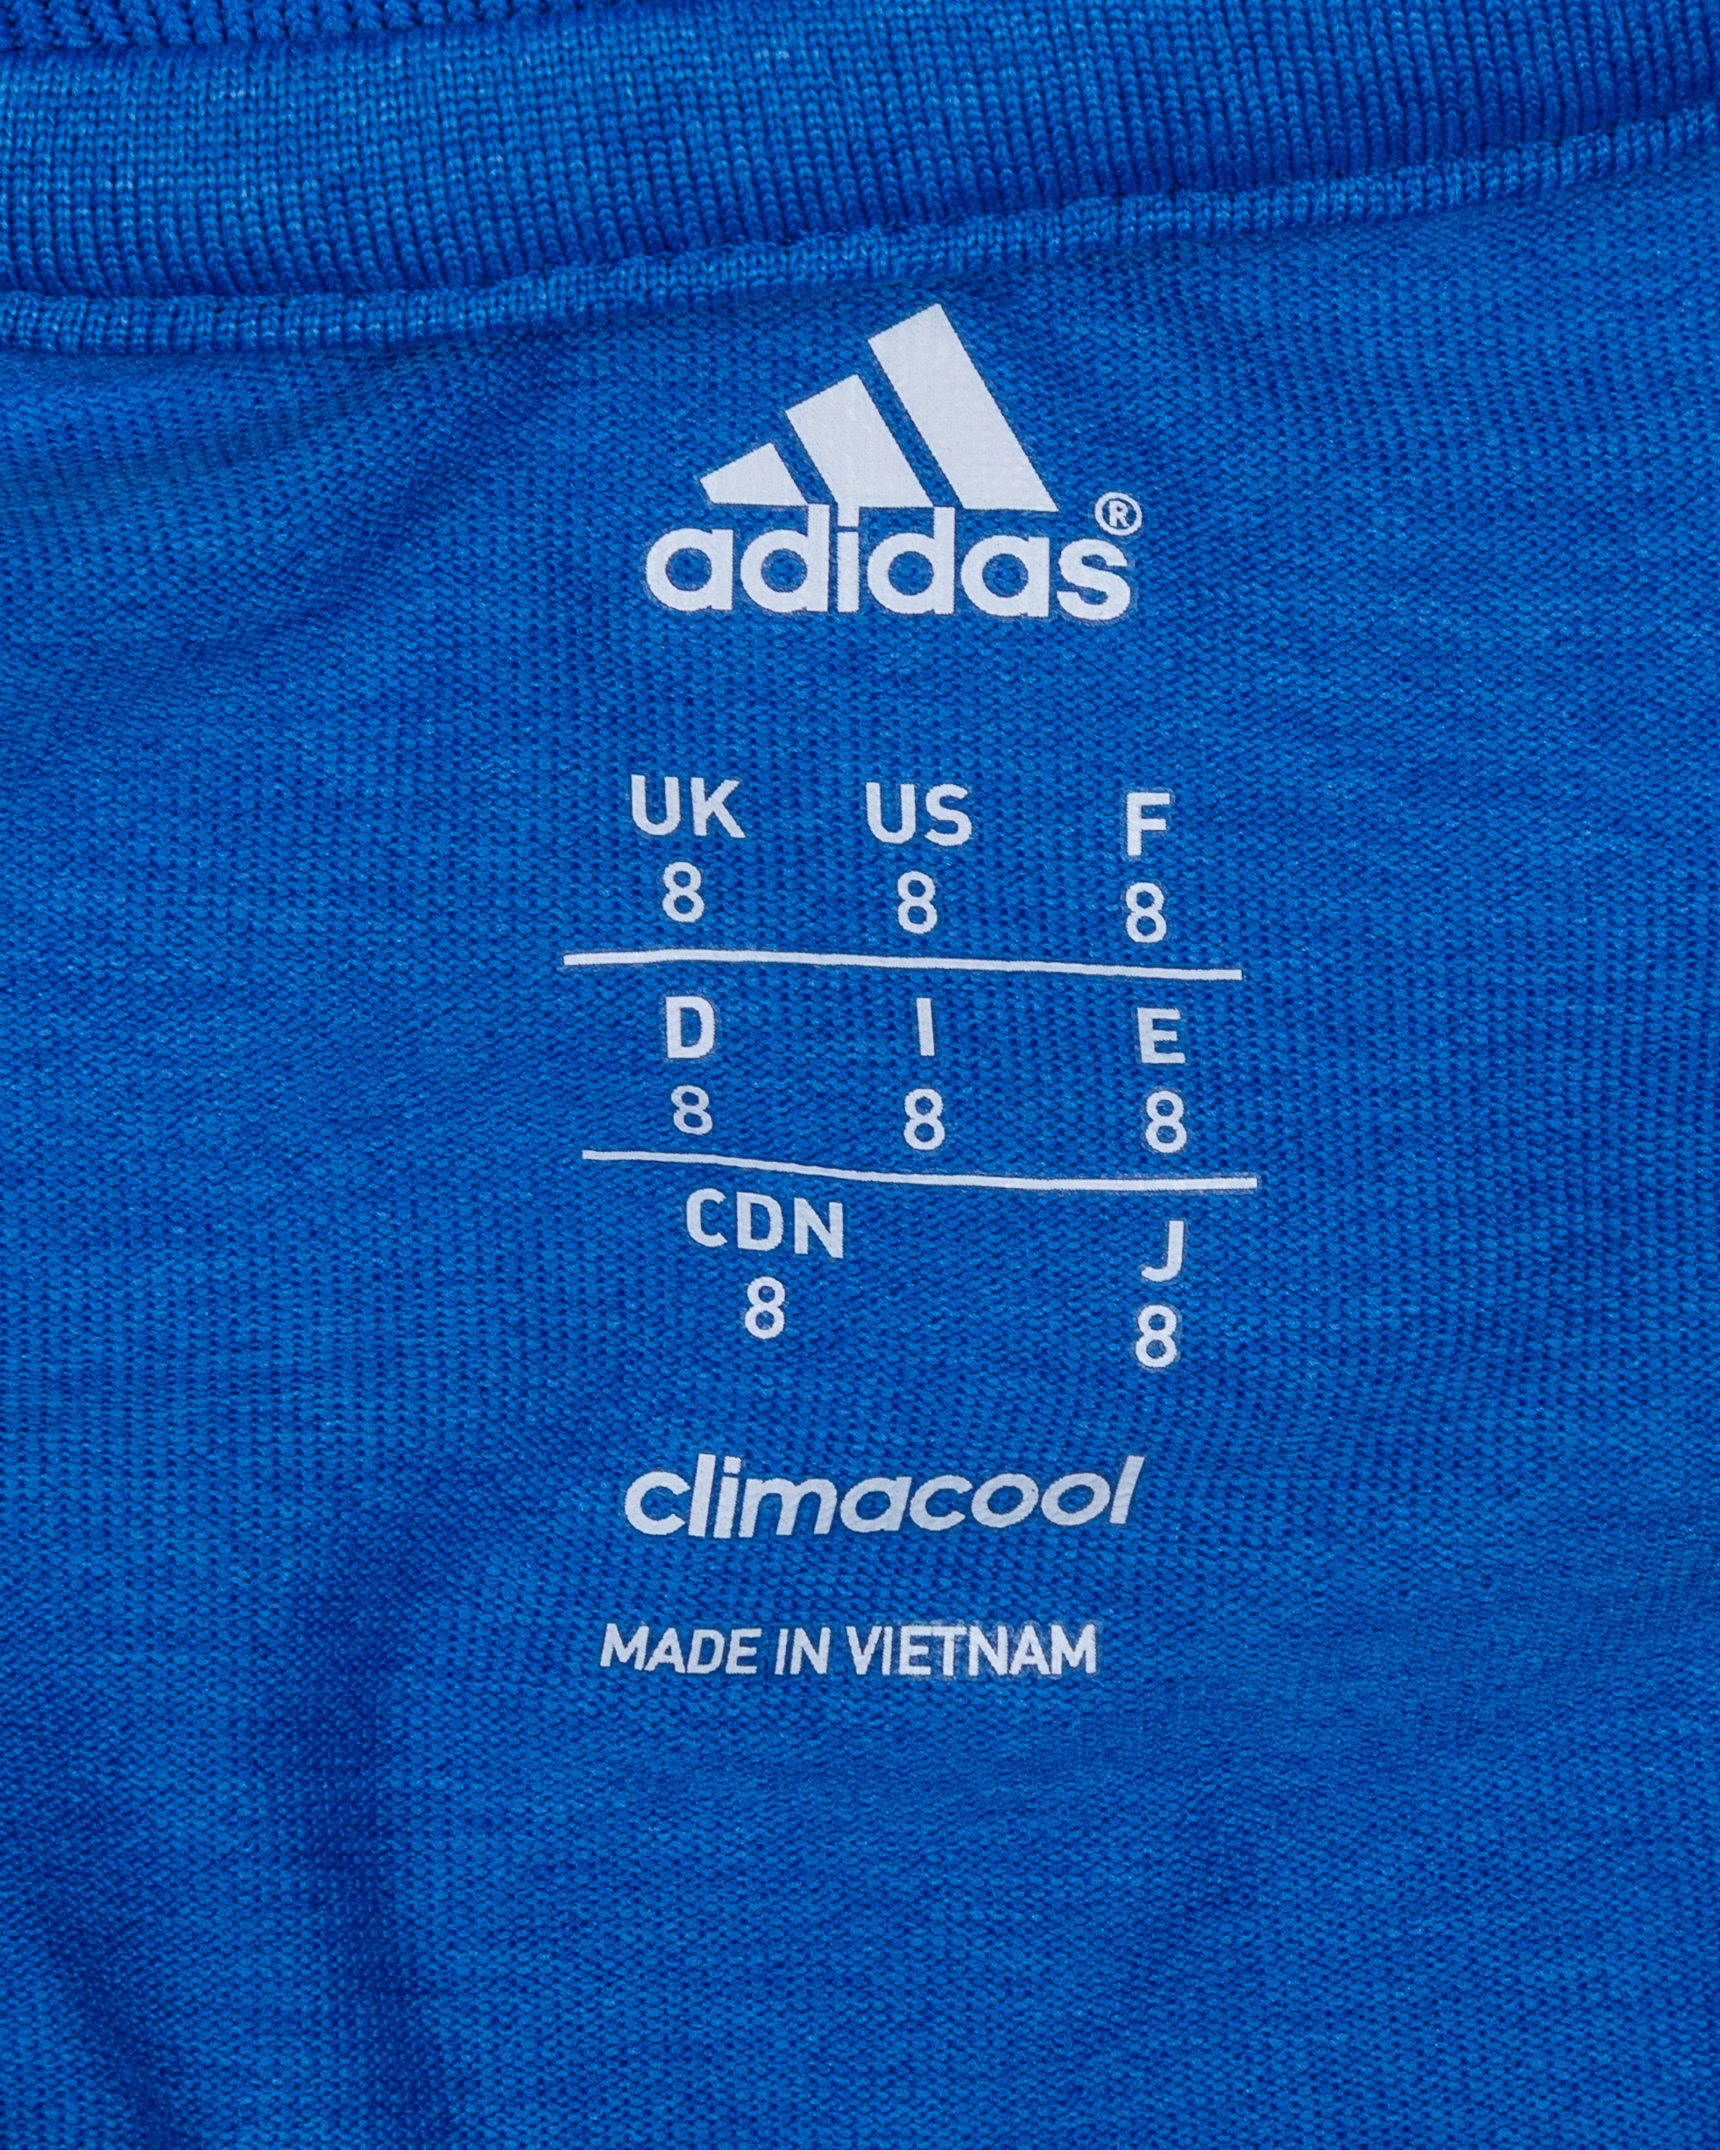 adidas®
UK US F
8 8 8
D I E
8 8 8
CDN J
8 8
climacool
MADE IN VIETNAM